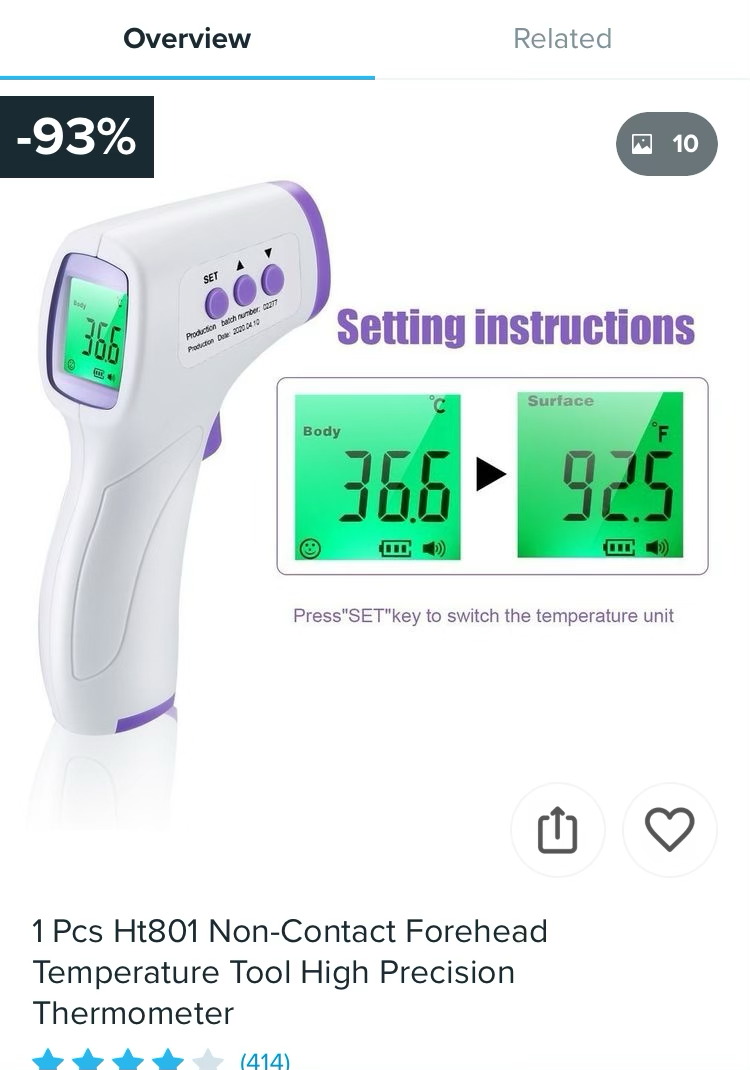 Overview
Related
-93%
10
SET
Production batch number: 02277
Production Date: 2020.04.10
Body
°C
36.6
Setting instructions
°C
Body
36.6
Surface
°F
92.5
Press"SET"key to switch the temperature unit
1 Pcs Ht801 Non-Contact Forehead
Temperature Tool High Precision
Thermometer
(414)